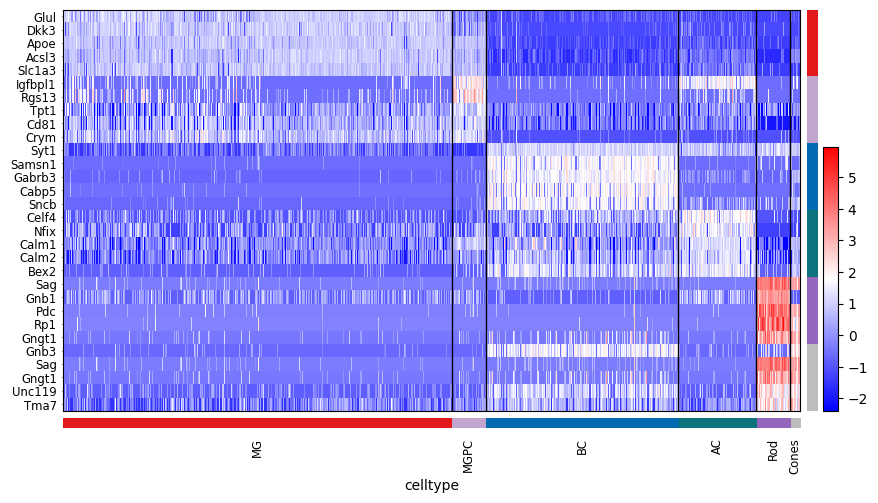 Glul
Dkk3
Apoe
Acsl3
Slc1a3
Igfbpl1
Rgs13
Tpt1
Cd81
Crym
Syt1
Samsn1
Gabrb3
Cabp5
Sncb
Celf4
Nfix
Calm1
Calm2
Bex2
Sag
Gnb1
Pdc
Rp1
Gngt1
Gnb3
Sag
Gngt1
Unc119
Tma7
5
4
3
2
1
0
−1
−2
MG
MGPC
BC
AC
Rod
Cones
celltype